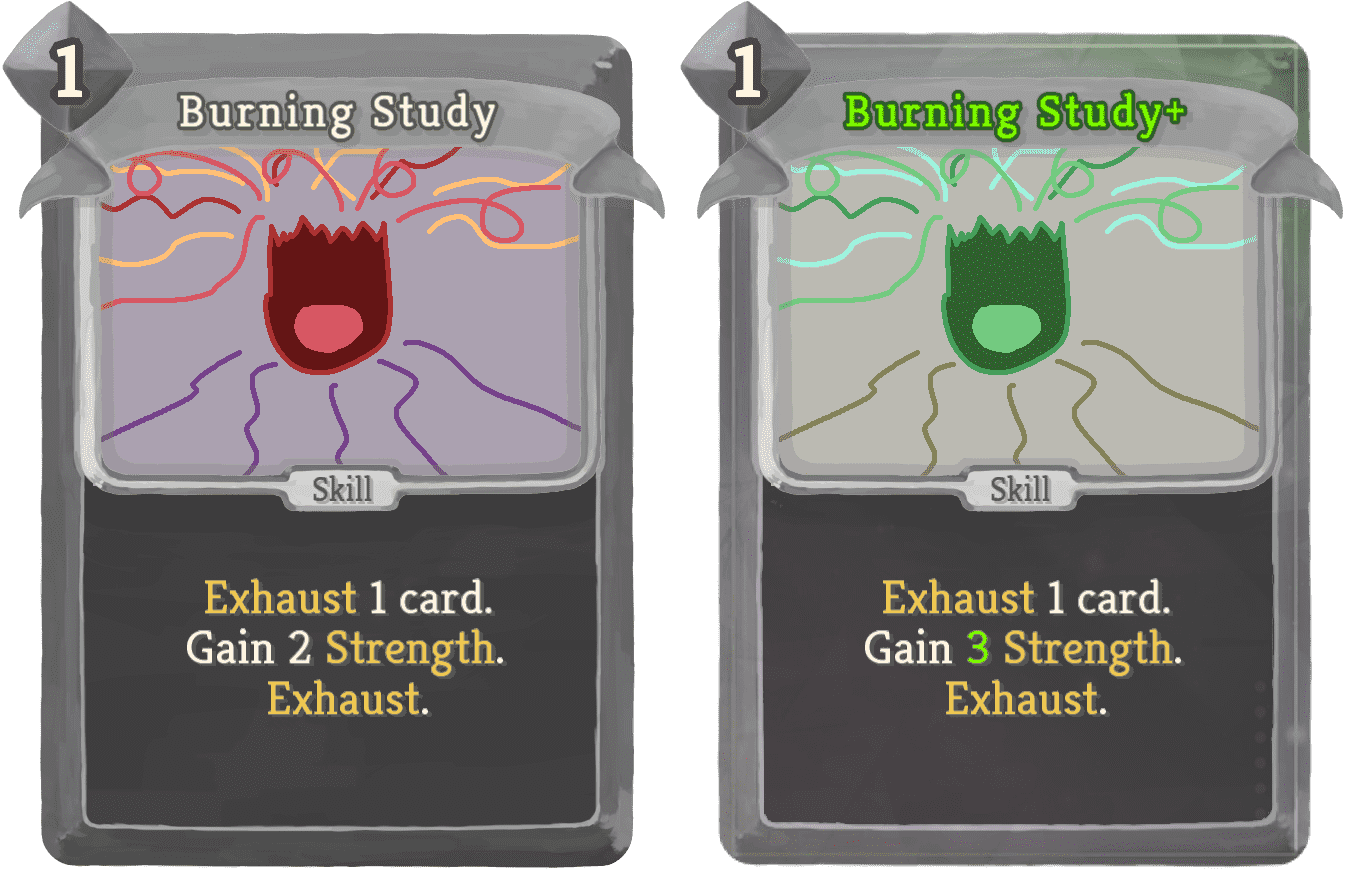 1
Burning Study
Skill
Exhaust 1 card.
Gain 2 Strength.
Exhaust.
1
Burning Study+
Skill
Exhaust 1 card.
Gain 3 Strength.
Exhaust.